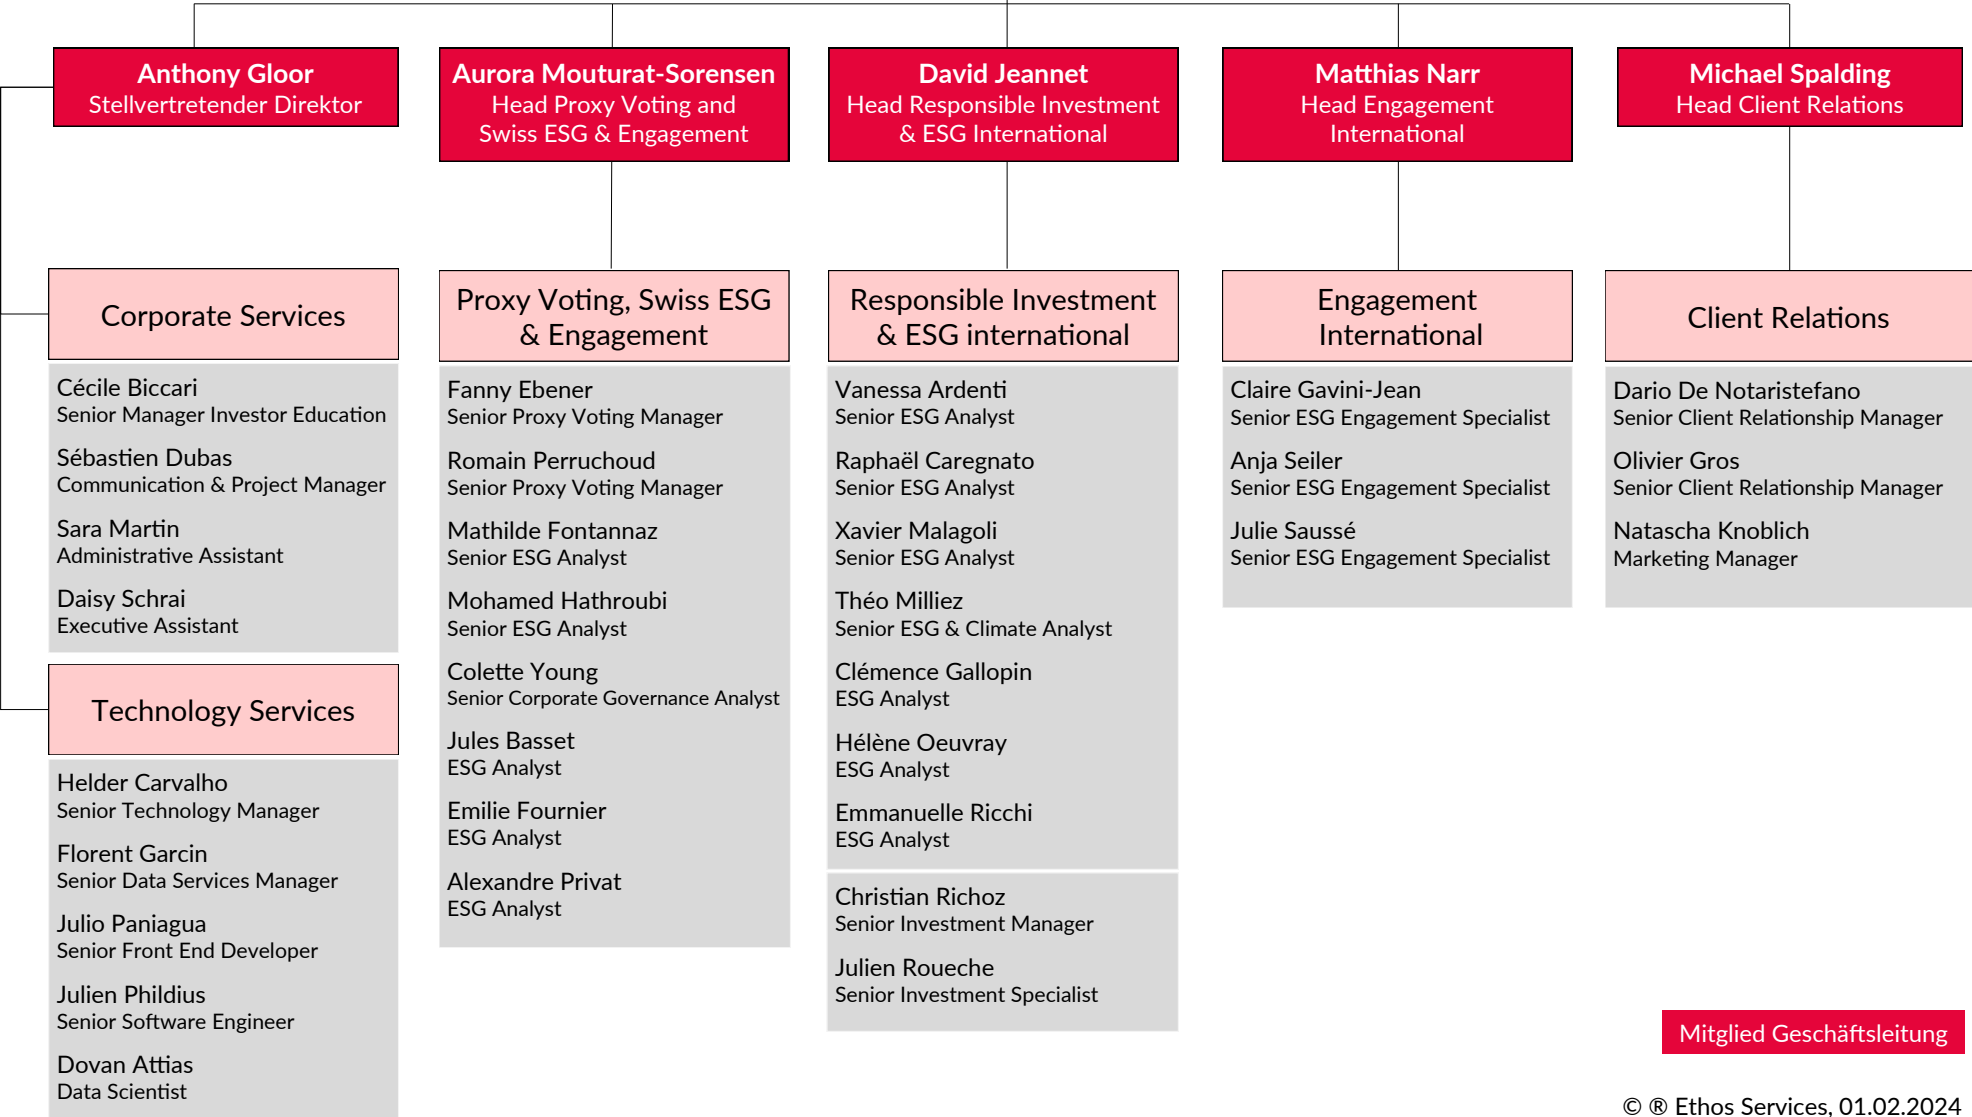 Anthony Gloor
Stellvertretender Direktor
Aurora Mouturat-Sorensen
Head Proxy Voting and
Swiss ESG & Engagement
David Jeannet
Head Responsible Investment
& ESG International
Matthias Narr
Head Engagement
International
Michael Spalding
Head Client Relations
Corporate Services
Cécile Biccari
Senior Manager Investor Education
Sébastien Dubas
Communication & Project Manager
Sara Martin
Administrative Assistant
Daisy Schrai
Executive Assistant
Technology Services
Helder Carvalho
Senior Technology Manager
Florent Garcin
Senior Data Services Manager
Julio Paniagua
Senior Front End Developer
Julien Phildius
Senior Software Engineer
Dovan Attias
Data Scientist
Proxy Voting, Swiss ESG
& Engagement
Fanny Ebener
Senior Proxy Voting Manager
Romain Perruchoud
Senior Proxy Voting Manager
Mathilde Fontannaz
Senior ESG Analyst
Mohamed Hathroubi
Senior ESG Analyst
Colette Young
Senior Corporate Governance Analyst
Jules Basset
ESG Analyst
Emilie Fournier
ESG Analyst
Alexandre Privat
ESG Analyst
Responsible Investment
& ESG international
Vanessa Ardenti
Senior ESG Analyst
Raphaël Caregnato
Senior ESG Analyst
Xavier Malagoli
Senior ESG Analyst
Théo Milliez
Senior ESG & Climate Analyst
Clémence Gallopin
ESG Analyst
Hélène Oeuvray
ESG Analyst
Emmanuelle Ricchi
ESG Analyst
Christian Richoz
Senior Investment Manager
Julien Roueche
Senior Investment Specialist
Engagement
International
Claire Gavini-Jean
Senior ESG Engagement Specialist
Anja Seiler
Senior ESG Engagement Specialist
Julie Saussé
Senior ESG Engagement Specialist
Client Relations
Dario De Notaristefano
Senior Client Relationship Manager
Olivier Gros
Senior Client Relationship Manager
Natascha Knoblich
Marketing Manager
Mitglied Geschäftsleitung
© ® Ethos Services, 01.02.2024